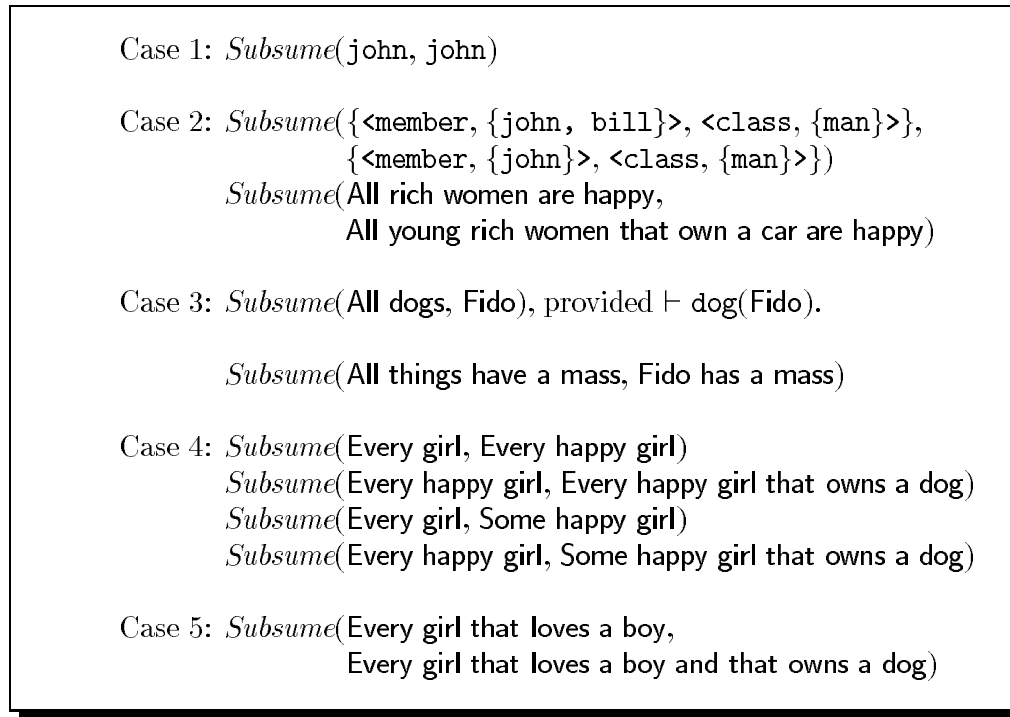 Case 1: Subsume(john, john)
Case 2: Subsume({<member, {john, bill}>, <class, {man}>},
{<member, {john}>, <class, {man}>})
Subsume(All rich women are happy,
All young rich women that own a car are happy)
Case 3: Subsume(All dogs, Fido), provided ⊢ dog(Fido).
Subsume(All things have a mass, Fido has a mass)
Case 4: Subsume(Every girl, Every happy girl)
Subsume(Every happy girl, Every happy girl that owns a dog)
Subsume(Every girl, Some happy girl)
Subsume(Every happy girl, Some happy girl that owns a dog)
Case 5: Subsume(Every girl that loves a boy,
Every girl that loves a boy and that owns a dog)